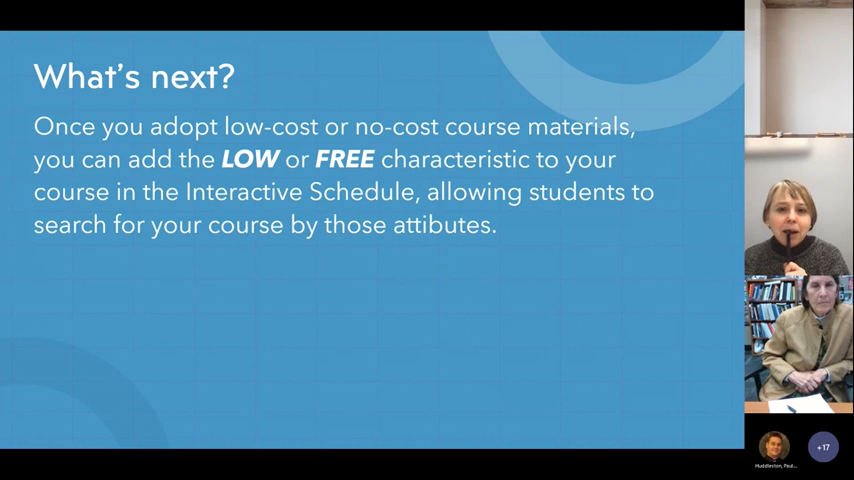 What's next?
Once you adopt low-cost or no-cost course materials,
you can add the LOW or FREE characteristic to your
course in the Interactive Schedule, allowing students to
search for your course by those attibutes.
Huddleston, Paul...
+17